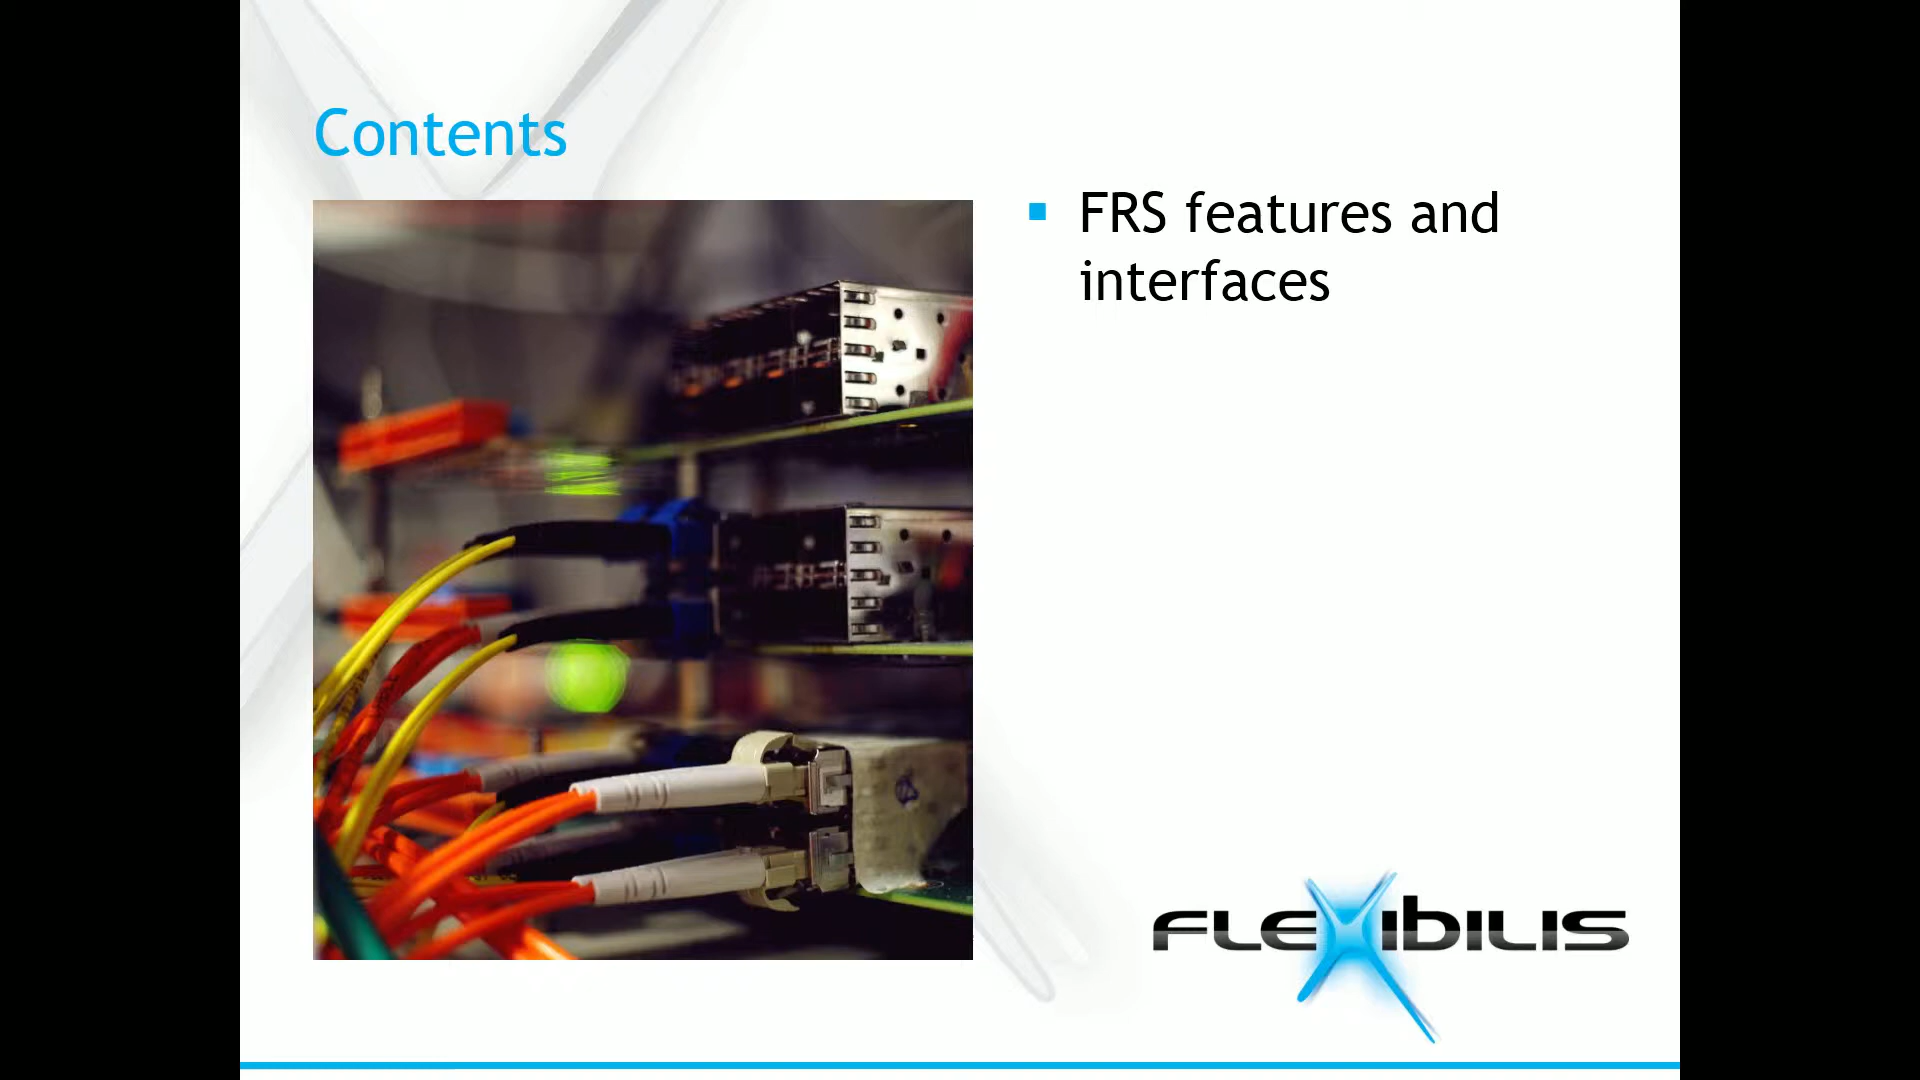 Contents
FRS features and
interfaces
FLEXIBILIS